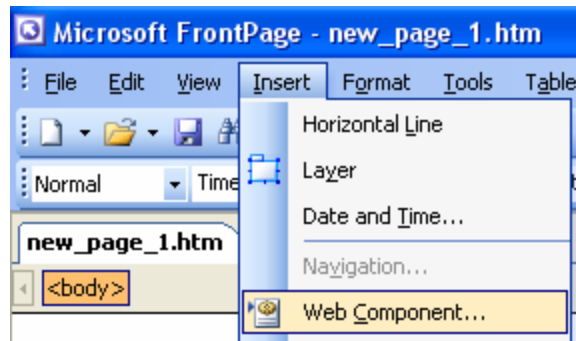 Microsoft FrontPage - new_page_1.htm
File Edit View Insert Format Tools Table
Horizontal Line
Layer
Normal Time
Date and Time...
new_page_1.htm
Navigation...
<body>
Web Component...